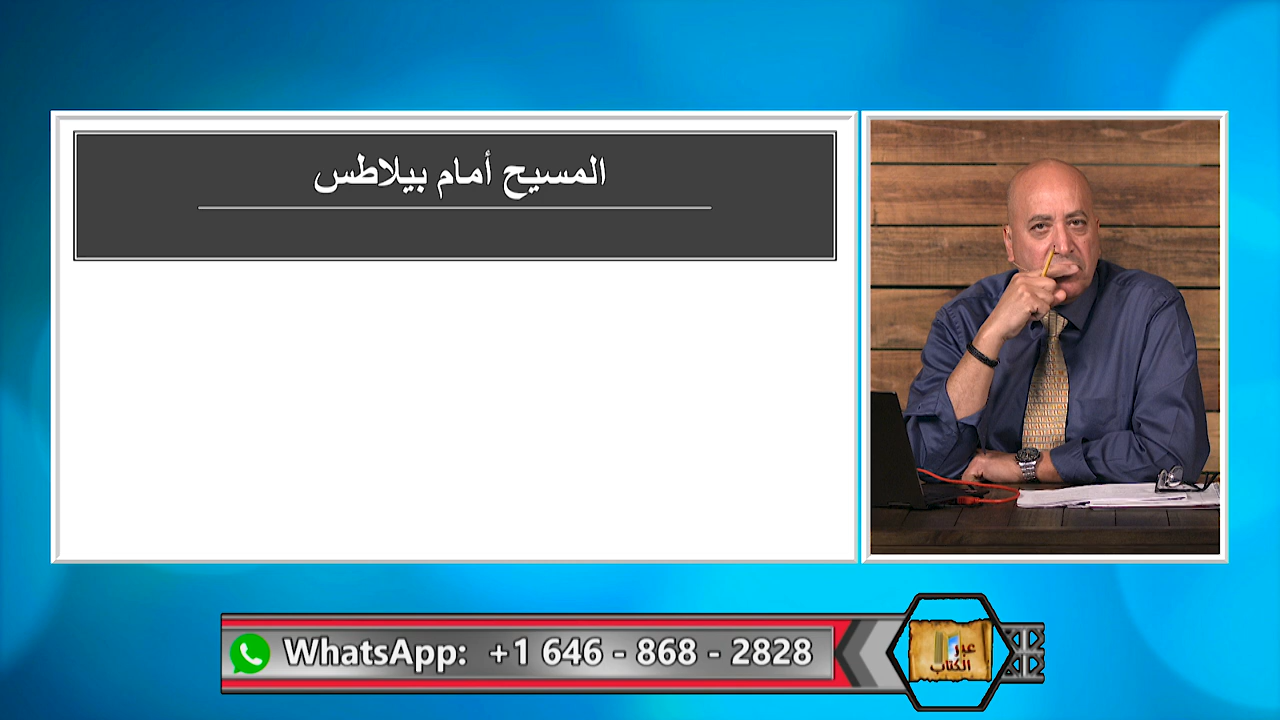 المسيح أمام بيلاطس
WhatsApp: +1 646 - 868 - 2828
عبر
الكتاب